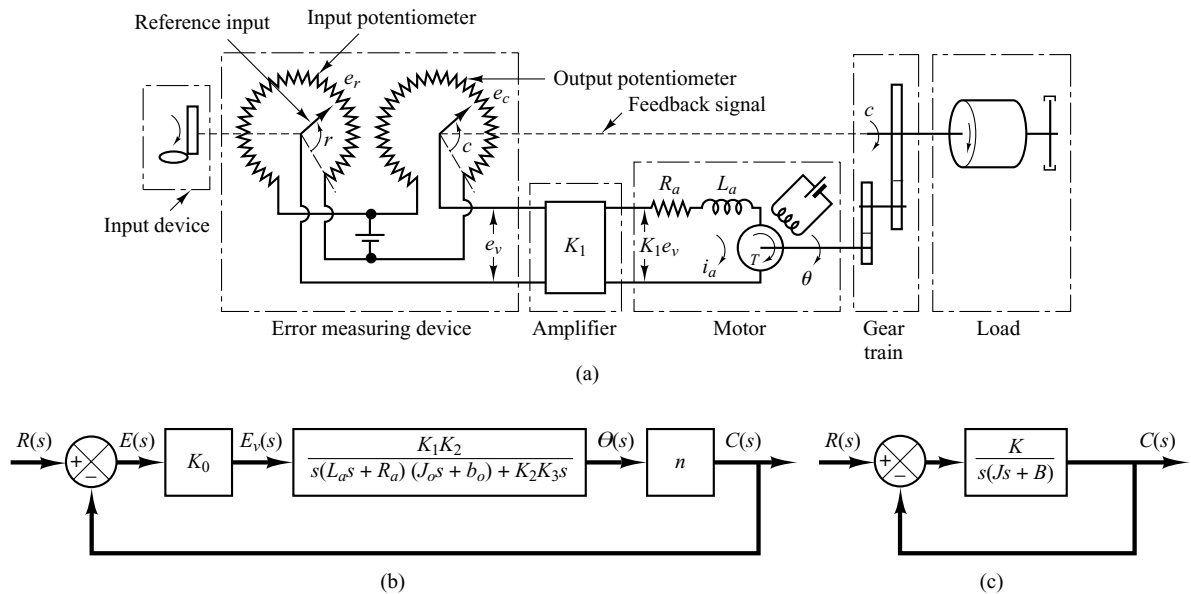 Reference input
Input potentiometer
e_r
Output potentiometer
e_c
Feedback signal
r
c
c
Input device
R_a
L_a
e_v
K_1
K_1e_v
i_a
T
θ
Error measuring device
Amplifier
Motor
Gear
train
Load
(a)
R(s)
+
−
E(s)
K_0
E_v(s)
K_1K_2
s(L_as + R_a) (J_os + b_o) + K_2K_3s
Θ(s)
n
C(s)
(b)
R(s)
+
−
K
s(Js + B)
C(s)
(c)